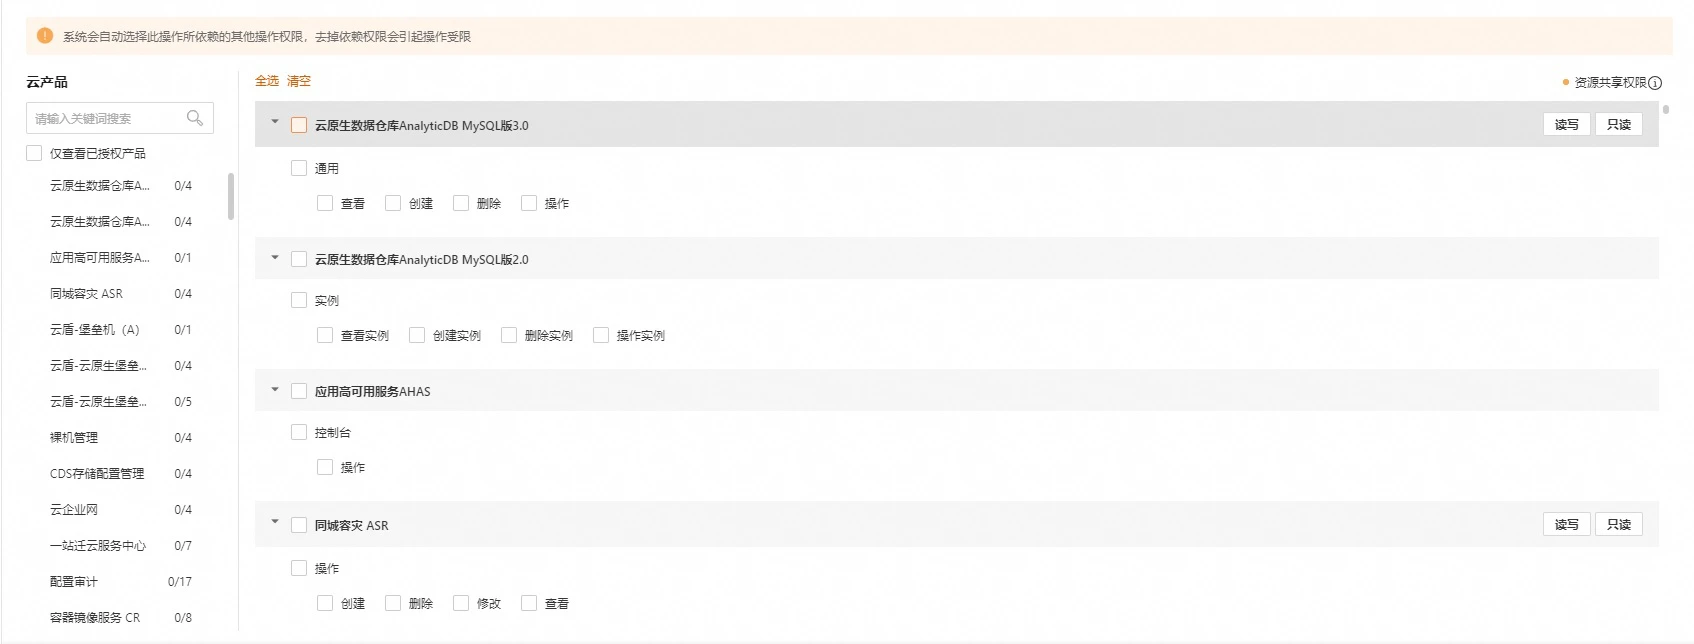 系统会自动选择此操作所依赖的其他操作权限，去掉依赖权限会引起操作受限
云产品
请输入关键词搜索
仅查看已授权产品
云原生数据仓库A... 0/4
云原生数据仓库A... 0/4
应用高可用服务A... 0/1
同城容灾 ASR 0/4
云盾-堡垒机（A） 0/1
云盾-云原生堡垒... 0/4
云盾-云原生堡垒... 0/5
裸机管理 0/4
CDS存储配置管理 0/4
云企业网 0/4
一站迁云服务中心 0/7
配置审计 0/17
容器镜像服务 CR 0/8
全选 清空
资源共享权限
云原生数据仓库AnalyticDB MySQL版3.0 读写 只读
通用
查看 创建 删除 操作
云原生数据仓库AnalyticDB MySQL版2.0
实例
查看实例 创建实例 删除实例 操作实例
应用高可用服务AHAS
控制台
操作
同城容灾 ASR 读写 只读
操作
创建 删除 修改 查看